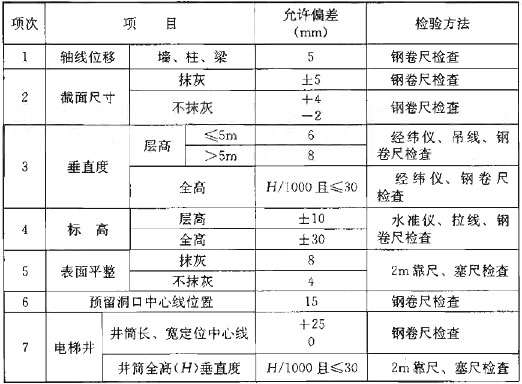 项次 项 目 允许偏差(mm) 检验方法
1 轴线位移 墙、柱、梁 5 钢卷尺检查
2 截面尺寸 抹灰 ±5 钢卷尺检查
不抹灰 +4 -2 钢卷尺检查
3 垂直度 层高 ≤5m 6 经纬仪、吊线、钢卷尺检查
>5m 8
全高 H/1000 且≤30 经纬仪、钢卷尺检查
4 标 高 层高 ±10 水准仪、拉线、钢卷尺检查
全高 ±30
5 表面平整 抹灰 8 2m靠尺、塞尺检查
不抹灰 4
6 预留洞口中心线位置 15 钢卷尺检查
7 电梯井 井筒长、宽定位中心线 +25 0 钢卷尺检查
井筒全高(H)垂直度 H/1000 且≤30 2m靠尺、塞尺检查